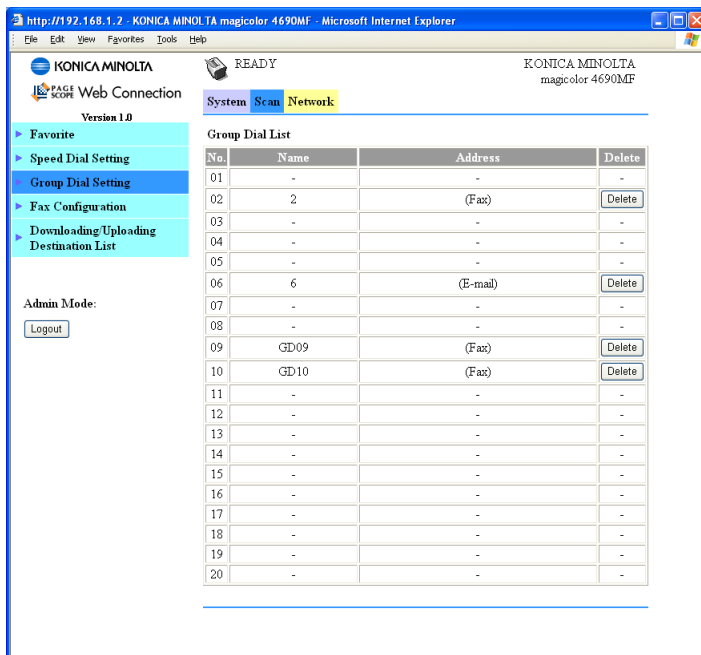 http://192.168.1.2 - KONICA MINOLTA magicolor 4690MF - Microsoft Internet Explorer
File Edit View Favorites Tools Help
KONICA MINOLTA
PAGE SCOPE Web Connection
Version 1.0
READY
KONICA MINOLTA
magicolor 4690MF
System Scan Network
Favorite
Speed Dial Setting
Group Dial Setting
Fax Configuration
Downloading/Uploading
Destination List
Admin Mode:
Logout
Group Dial List
No. Name Address Delete
01 - - -
02 2 (Fax) Delete
03 - - -
04 - - -
05 - - -
06 6 (E-mail) Delete
07 - - -
08 - - -
09 GD09 (Fax) Delete
10 GD10 (Fax) Delete
11 - - -
12 - - -
13 - - -
14 - - -
15 - - -
16 - - -
17 - - -
18 - - -
19 - - -
20 - - -